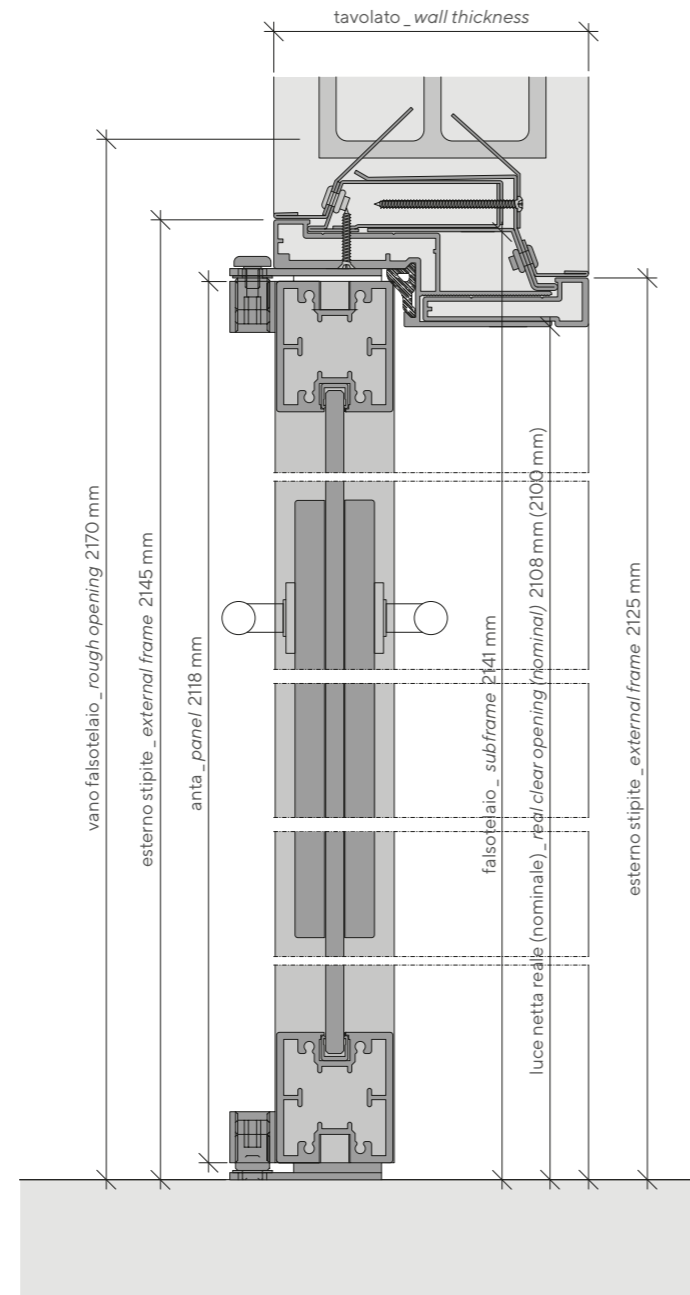 tavolato _ wall thickness
vano falsotelaio _ rough opening 2170 mm
esterno stipite _ external frame 2145 mm
anta _ panel 2118 mm
falsotelaio _ subframe 2141 mm
luce netta reale (nominale) _ real clear opening (nominal) 2108 mm (2100 mm)
esterno stipite _ external frame 2125 mm